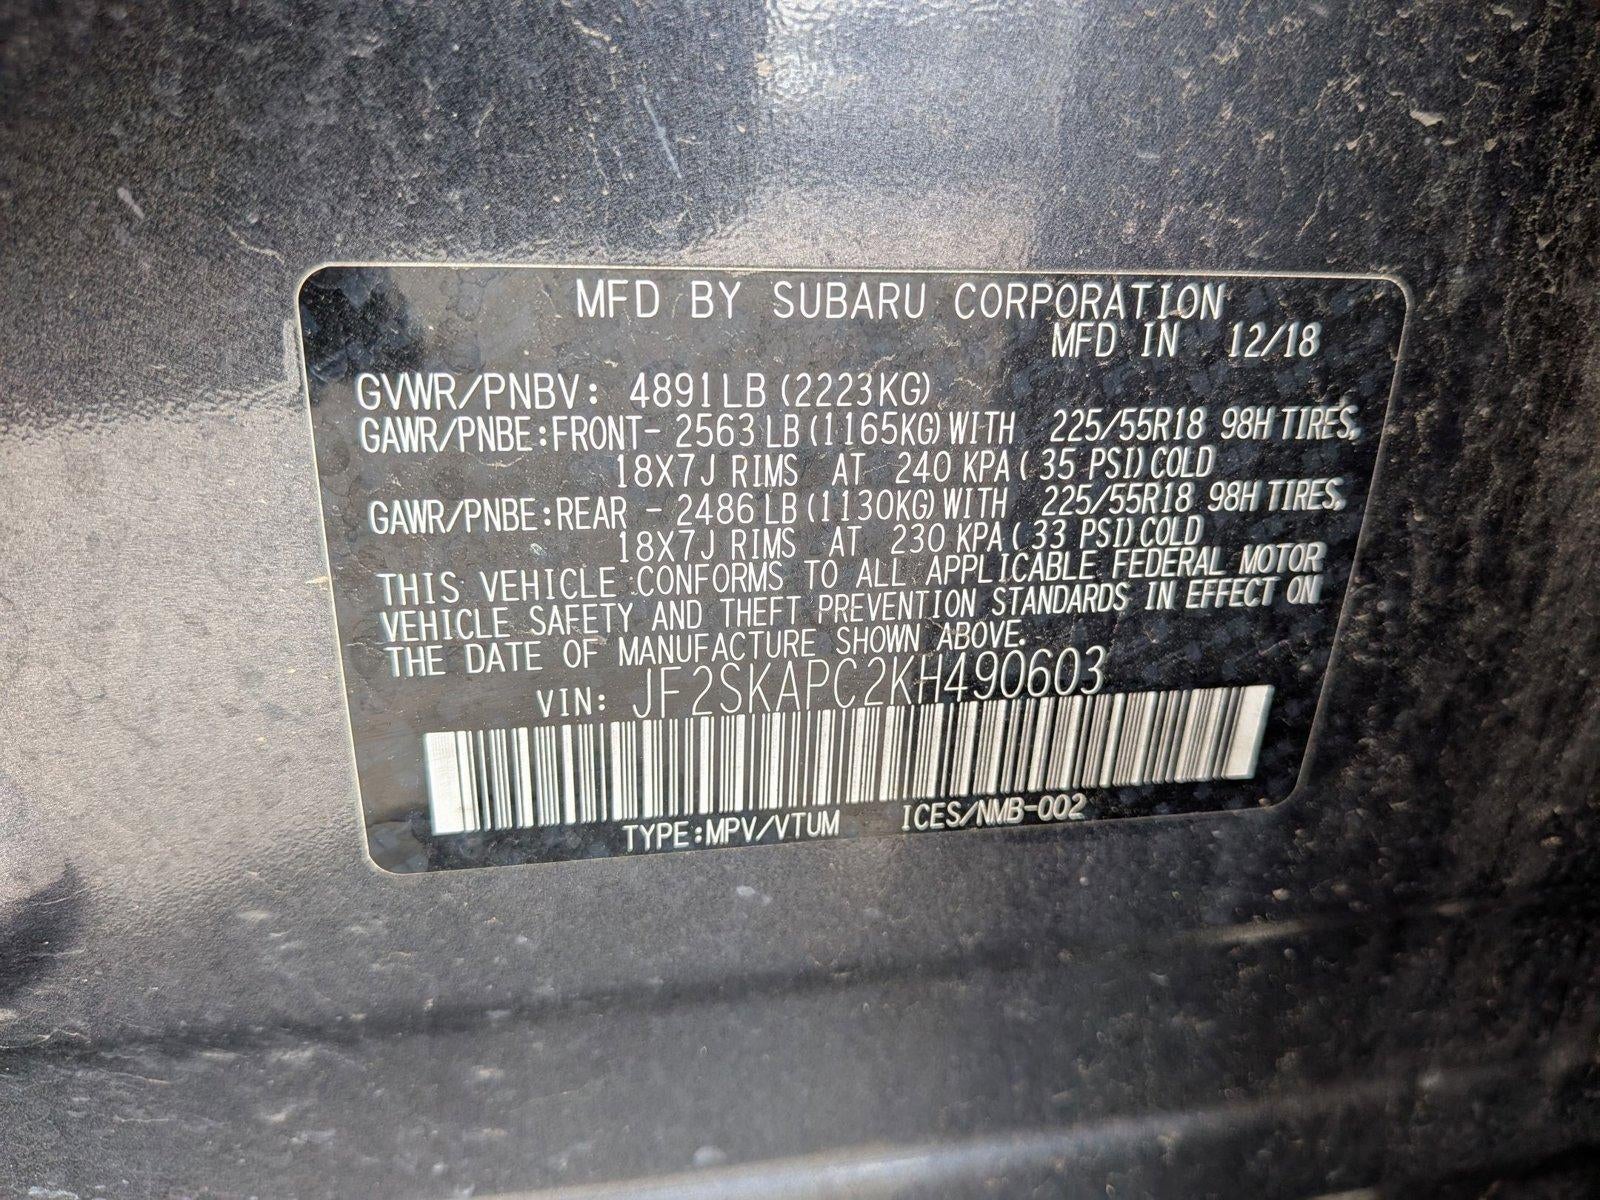 MFD BY SUBARU CORPORATION
MFD IN 12/18
GVWR/PNBV: 4891LB (2223KG)
GAWR/PNBE:FRONT- 2563LB (1165KG) WITH 225/55R18 98H TIRES,
18X7J RIMS AT 240 KPA ( 35 PSI) COLD
GAWR/PNBE:REAR - 2486LB (1130KG) WITH 225/55R18 98H TIRES,
18X7J RIMS AT 230 KPA ( 33 PSI) COLD
THIS VEHICLE CONFORMS TO ALL APPLICABLE FEDERAL MOTOR
VEHICLE SAFETY AND THEFT PREVENTION STANDARDS IN EFFECT ON
THE DATE OF MANUFACTURE SHOWN ABOVE.
VIN: JF2SKAPC2KH490603
TYPE:MPV/VTUM ICES/NMB-002